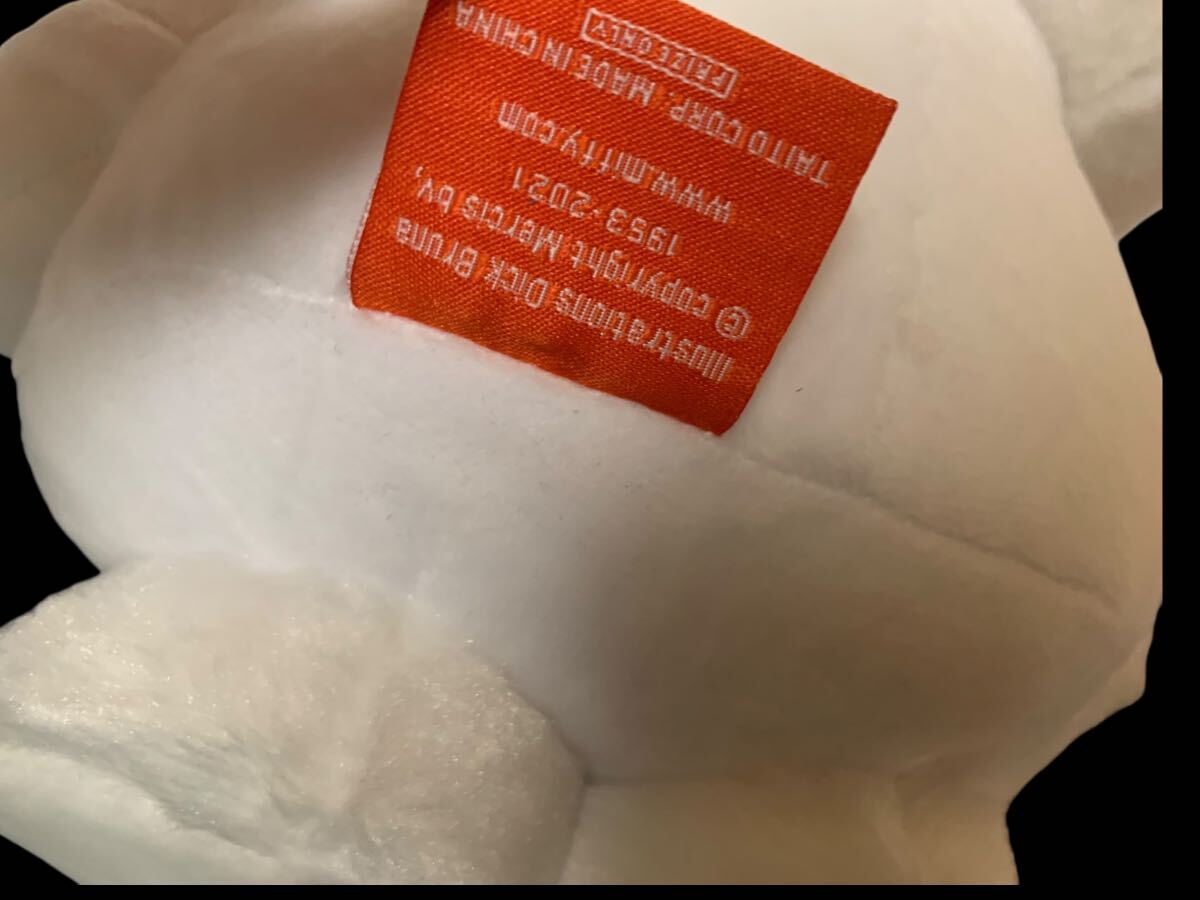 Illustrations Dick Bruna
© copyright Mercis bv,
1953-2021
www.miffy.com
TAITO CORP. MADE IN CHINA
PRIZE ONLY